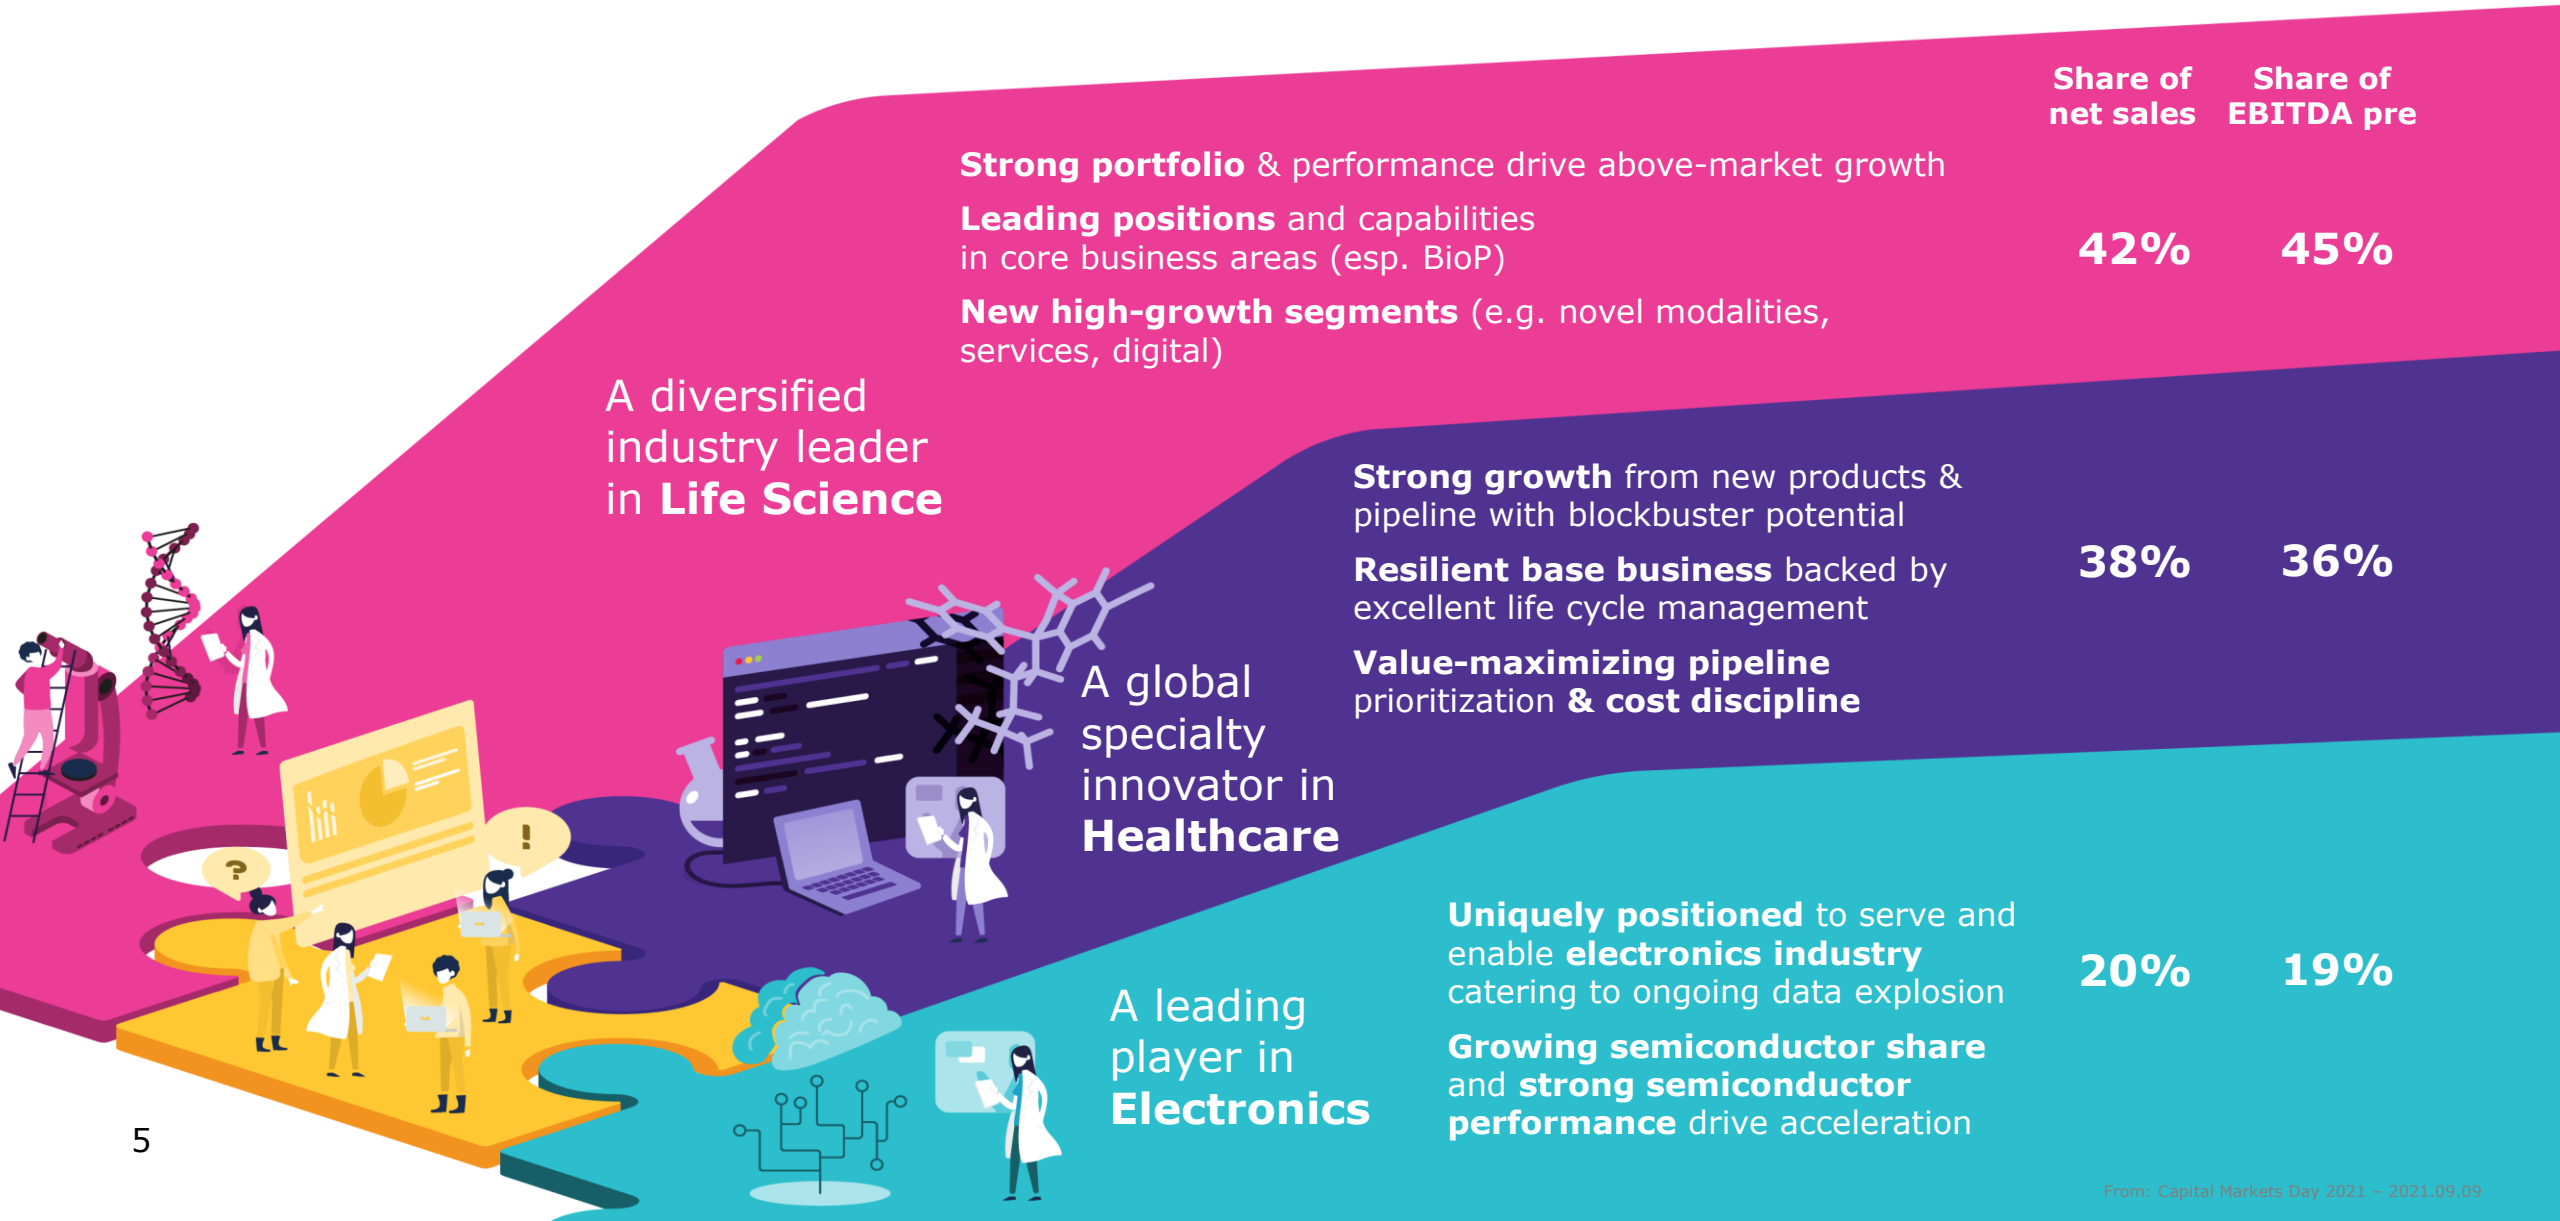 Share of
net sales
Share of
EBITDA pre
Strong portfolio & performance drive above-market growth
Leading positions and capabilities
in core business areas (esp. BioP)
New high-growth segments (e.g. novel modalities,
services, digital)
42%
45%
A diversified
industry leader
in Life Science
Strong growth from new products &
pipeline with blockbuster potential
Resilient base business backed by
excellent life cycle management
Value-maximizing pipeline
prioritization & cost discipline
38%
36%
A global
specialty
innovator in
Healthcare
?
!
Uniquely positioned to serve and
enable electronics industry
catering to ongoing data explosion
Growing semiconductor share
and strong semiconductor
performance drive acceleration
20%
19%
A leading
player in
Electronics
5
From: Capital Markets Day 2021 – 2021.09.09